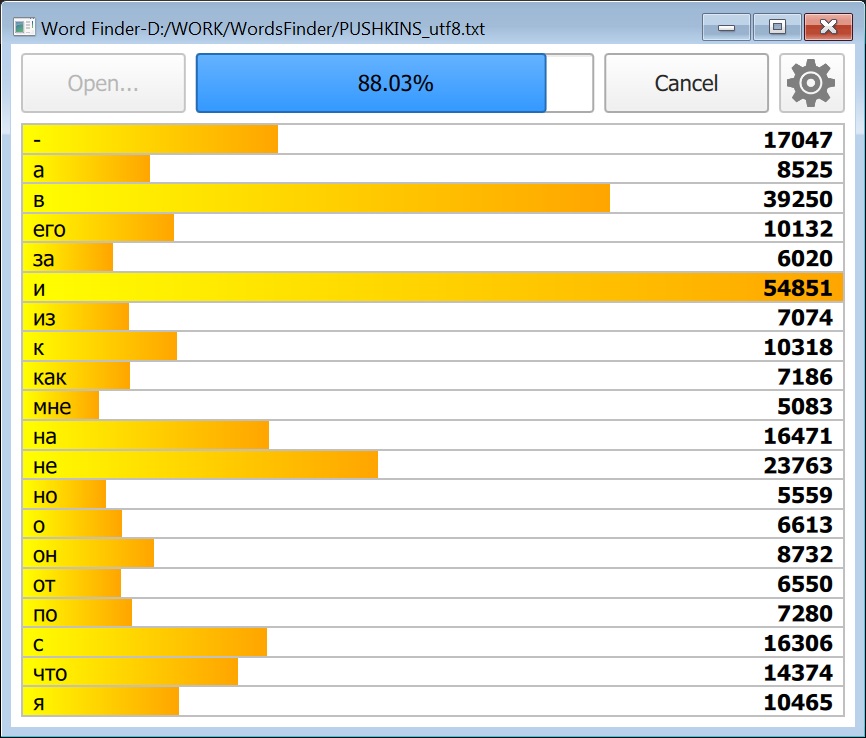 Word Finder-D:/WORK/WordsFinder/PUSHKINS_utf8.txt
Open... 88.03% Cancel
- 17047
а 8525
в 39250
его 10132
за 6020
и 54851
из 7074
к 10318
как 7186
мне 5083
на 16471
не 23763
но 5559
о 6613
он 8732
от 6550
по 7280
с 16306
что 14374
я 10465